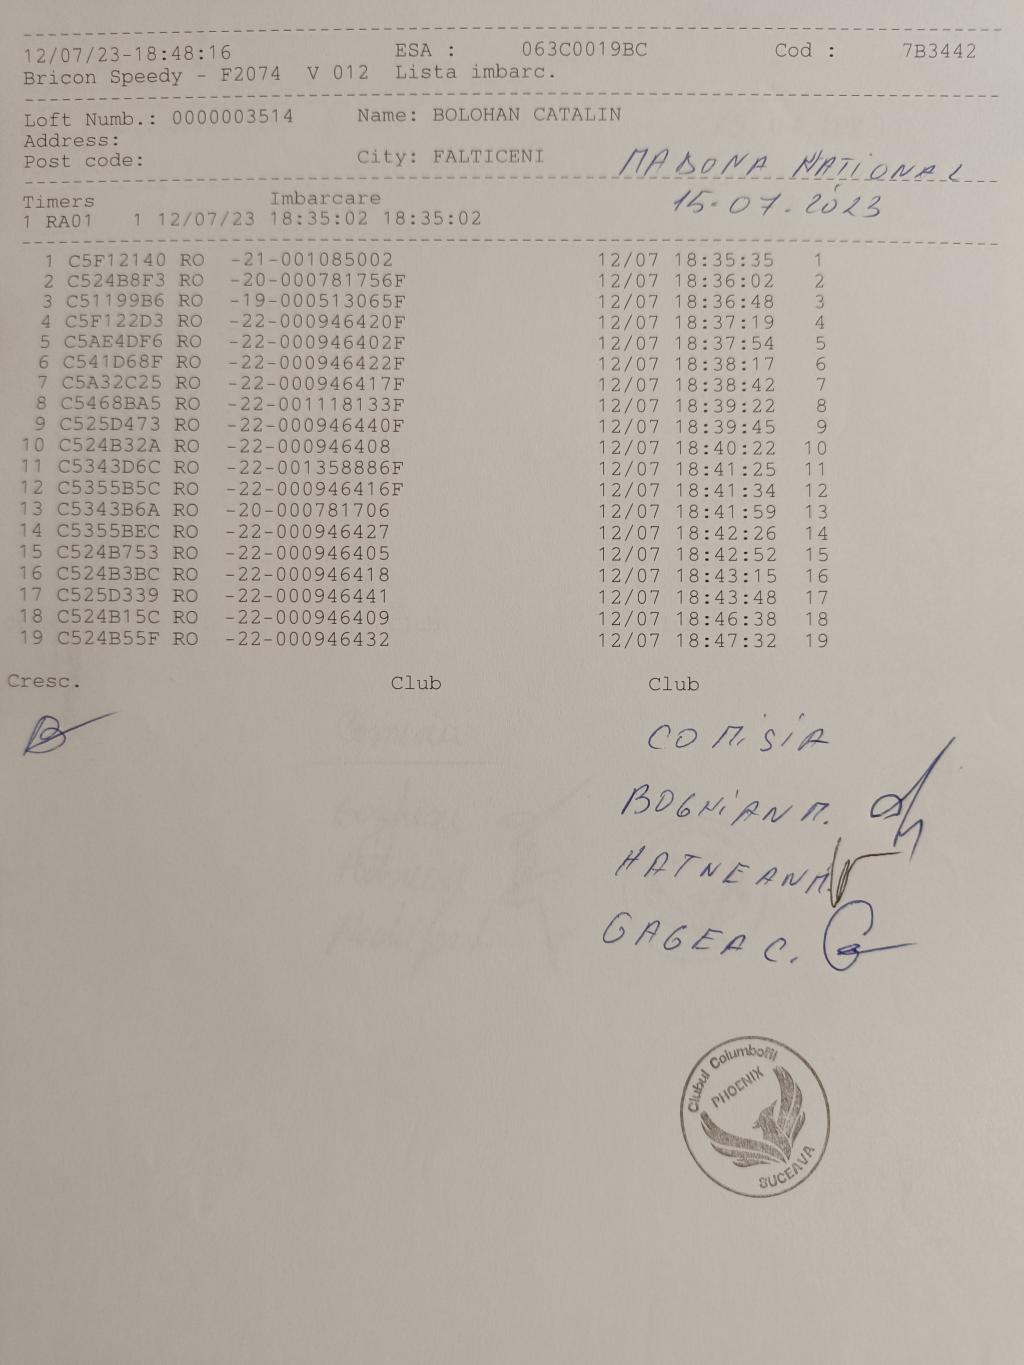 12/07/23-18:48:16 ESA : 063C0019BC Cod : 7B3442
Bricon Speedy - F2074 V 012 Lista imbarc.
Loft Numb.: 0000003514 Name: BOLOHAN CATALIN
Address:
Post code: City: FALTICENI
MADONA NATIONAL
15-07-2023
Timers Imbarcare
1 RA01 1 12/07/23 18:35:02 18:35:02
1 C5F12140 RO -21-001085002 12/07 18:35:35 1
2 C524B8F3 RO -20-000781756F 12/07 18:36:02 2
3 C51199B6 RO -19-000513065F 12/07 18:36:48 3
4 C5F122D3 RO -22-000946420F 12/07 18:37:19 4
5 C5AE4DF6 RO -22-000946402F 12/07 18:37:54 5
6 C541D68F RO -22-000946422F 12/07 18:38:17 6
7 C5A32C25 RO -22-000946417F 12/07 18:38:42 7
8 C5468BA5 RO -22-001118133F 12/07 18:39:22 8
9 C525D473 RO -22-000946440F 12/07 18:39:45 9
10 C524B32A RO -22-000946408 12/07 18:40:22 10
11 C5343D6C RO -22-001358886F 12/07 18:41:25 11
12 C5355B5C RO -22-000946416F 12/07 18:41:34 12
13 C5343B6A RO -20-000781706 12/07 18:41:59 13
14 C5355BEC RO -22-000946427 12/07 18:42:26 14
15 C524B753 RO -22-000946405 12/07 18:42:52 15
16 C524B3BC RO -22-000946418 12/07 18:43:15 16
17 C525D339 RO -22-000946441 12/07 18:43:48 17
18 C524B15C RO -22-000946409 12/07 18:46:38 18
19 C524B55F RO -22-000946432 12/07 18:47:32 19
Cresc. Club Club
COMISIA
BOGHIAN M.
HATNEAN M.
GAGEA C.
Clubul Columbofil
PHOENIX
SUCEAVA